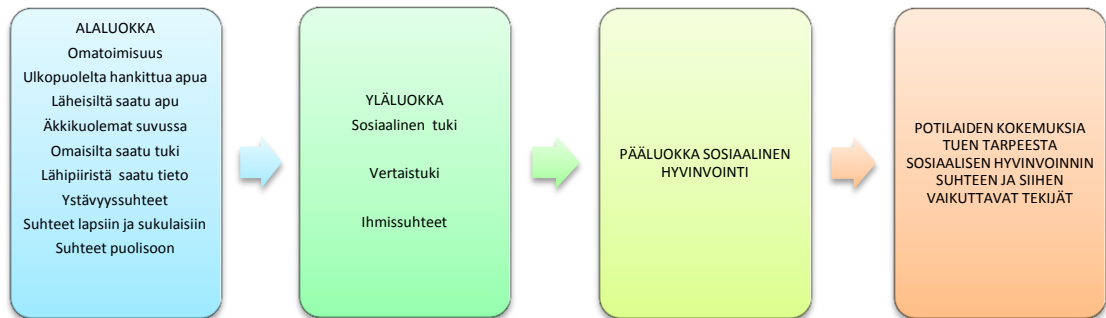 ALALUOKKA
Omatoimisuus
Ulkopuolelta hankittua apua
Läheisiltä saatu apu
Äkkikuolemat suvussa
Omaisilta saatu tuki
Lähipiiristä saatu tieto
Ystävyyssuhteet
Suhteet lapsiin ja sukulaisiin
Suhteet puolisoon
YLÄLUOKKA
Sosiaalinen tuki
Vertaistuki
Ihmissuhteet
PÄÄLUOKKA SOSIAALINEN
HYVINVOINTI
POTILAIDEN KOKEMUKSIA
TUEN TARPEESTA
SOSIAALISEN HYVINVOINNIN
SUHTEEN JA SIIHEN
VAIKUTTAVAT TEKIJÄT